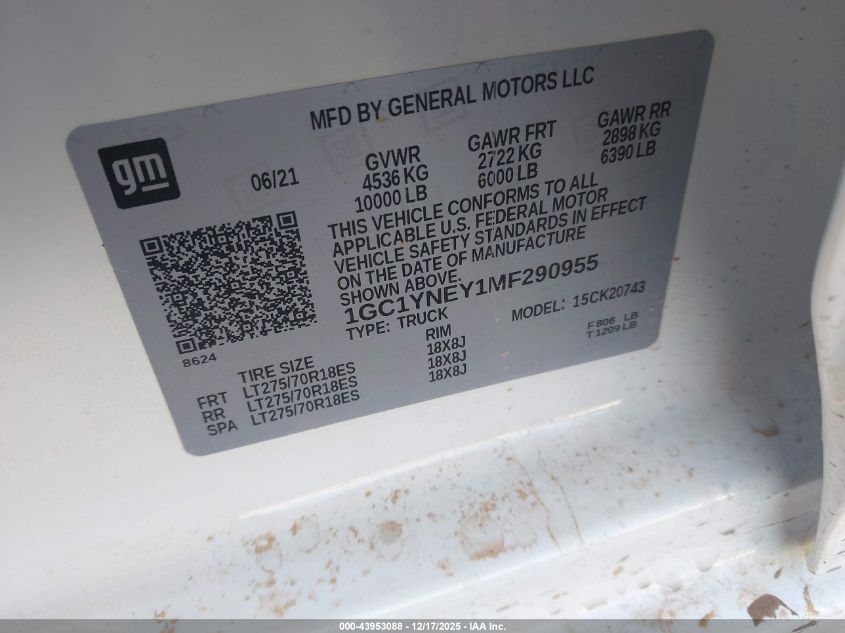 MFD BY GENERAL MOTORS LLC
gm
06/21
GVWR
4536 KG
10000 LB
GAWR FRT
2722 KG
6000 LB
GAWR RR
2898 KG
6390 LB
THIS VEHICLE CONFORMS TO ALL
APPLICABLE U.S. FEDERAL MOTOR
VEHICLE SAFETY STANDARDS IN EFFECT
ON THE DATE OF MANUFACTURE
SHOWN ABOVE.
1GC1YNEY1MF290955
TYPE: TRUCK
MODEL: 15CK20743
8624
F 806 LB
T 1209 LB
TIRE SIZE
RIM
FRT LT275/70R18ES 18X8J
RR LT275/70R18ES 18X8J
SPA LT275/70R18ES 18X8J
000-43953088 - 12/17/2025 - IAA Inc.